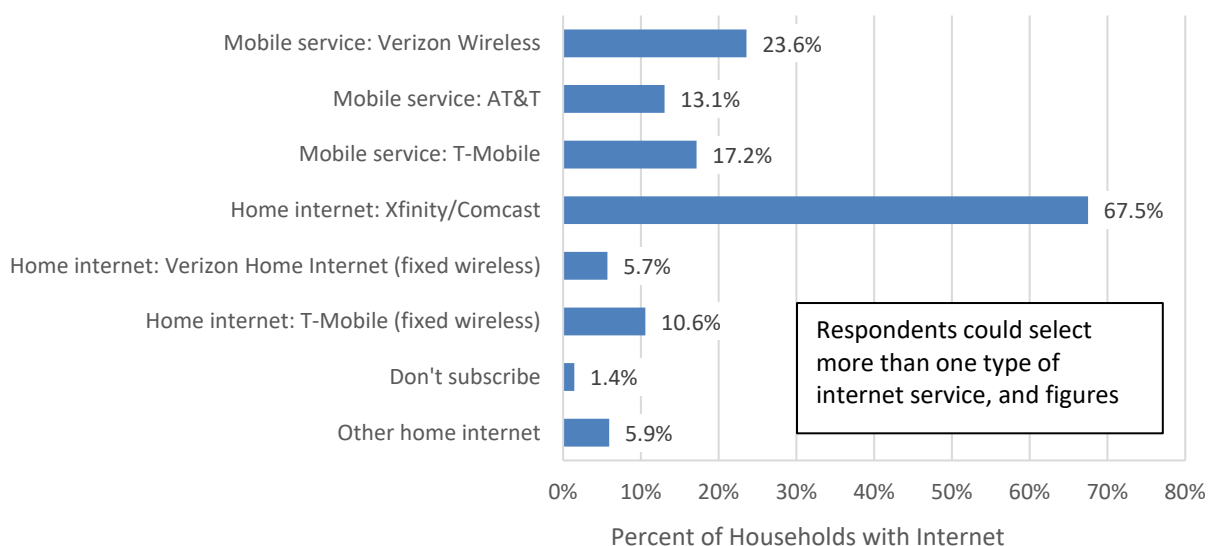 Mobile service: Verizon Wireless 23.6%
Mobile service: AT&T 13.1%
Mobile service: T-Mobile 17.2%
Home internet: Xfinity/Comcast 67.5%
Home internet: Verizon Home Internet (fixed wireless) 5.7%
Home internet: T-Mobile (fixed wireless) 10.6%
Don't subscribe 1.4%
Other home internet 5.9%
Respondents could select
more than one type of
internet service, and figures
0% 10% 20% 30% 40% 50% 60% 70% 80%
Percent of Households with Internet